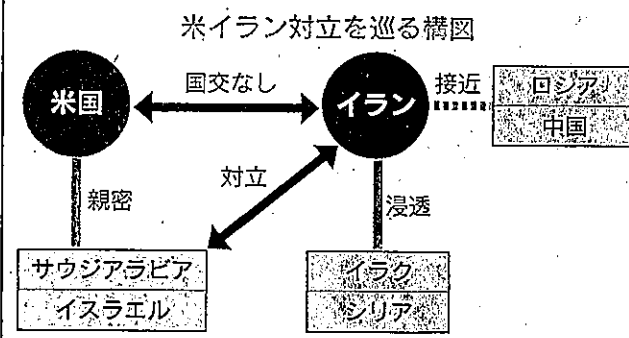 米イラン対立を巡る構図
米国
国交なし
イラン
接近
ロシア
中国
親密
対立
浸透
サウジアラビア
イスラエル
イラク
シリア